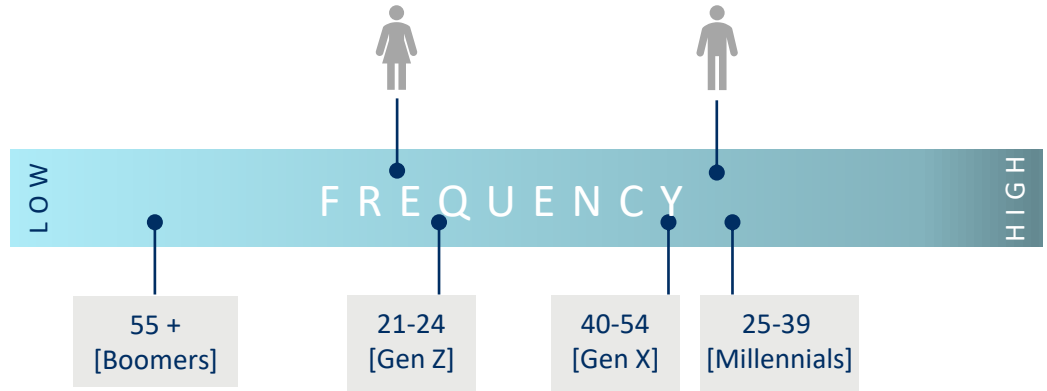 LOW
FREQUENCY
HIGH
55 +
[Boomers]
21-24
[Gen Z]
40-54
[Gen X]
25-39
[Millennials]